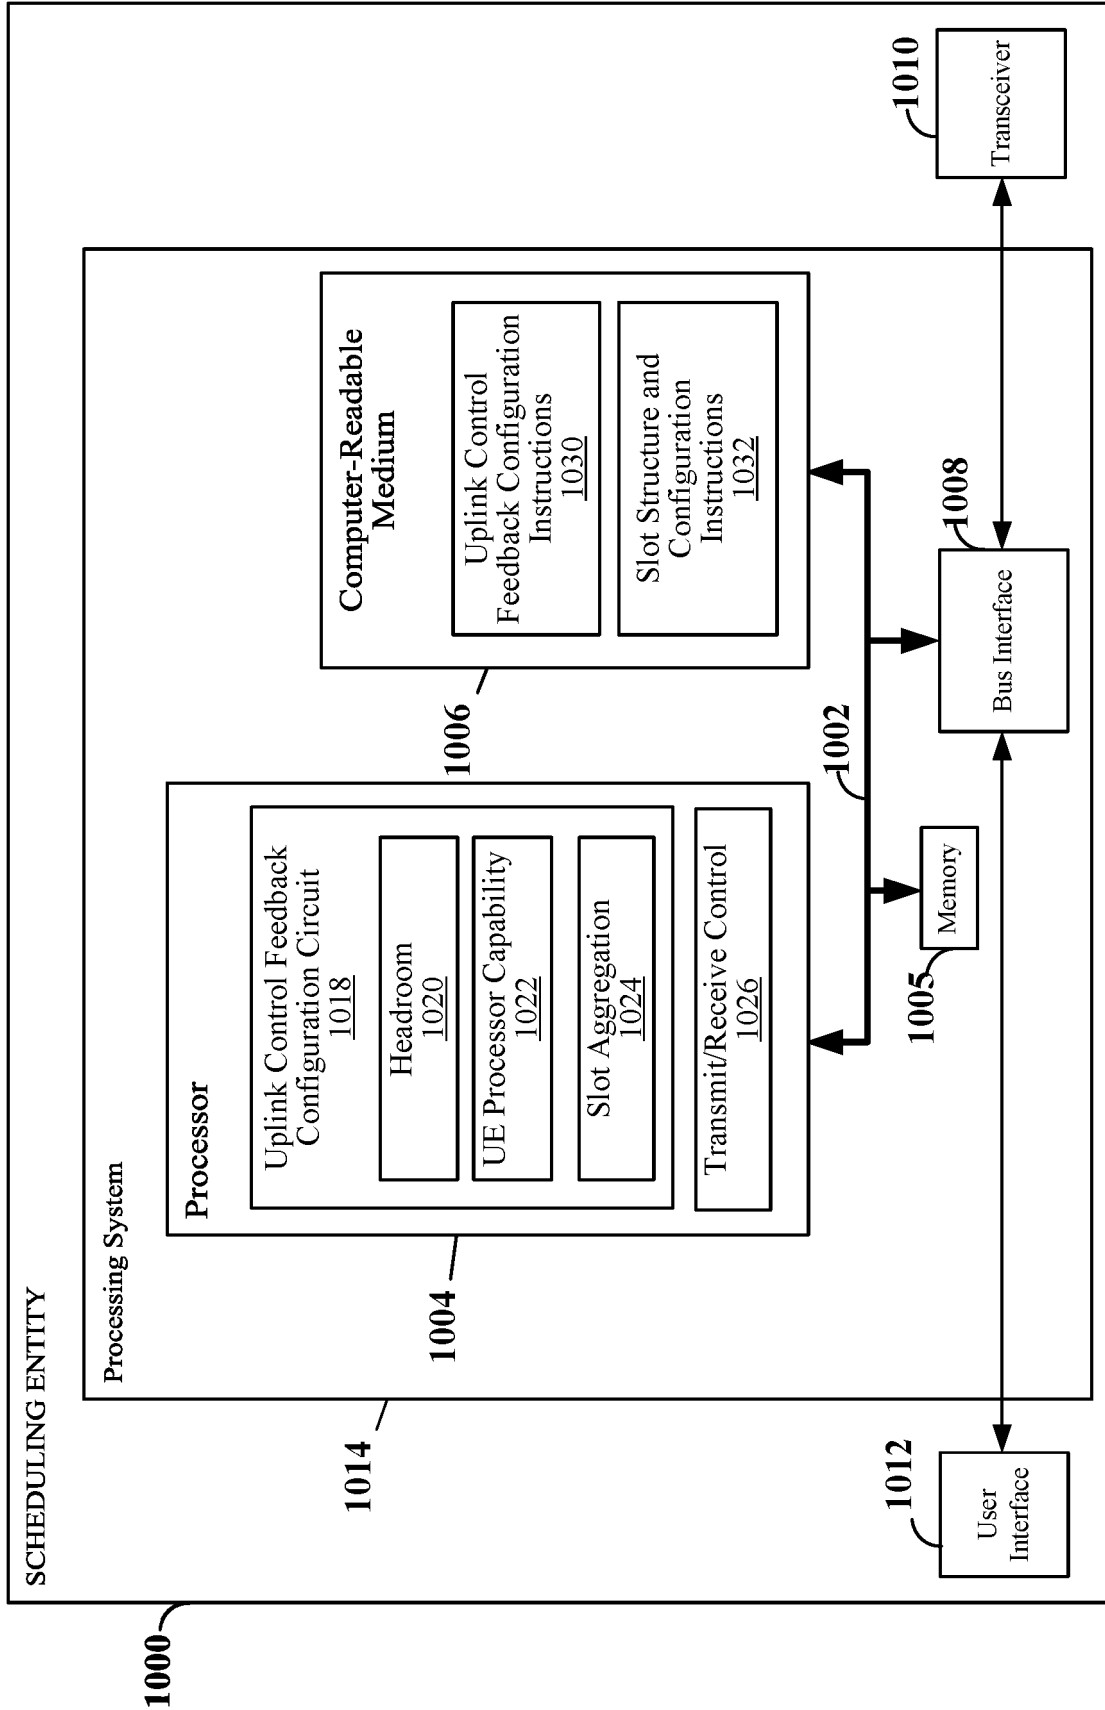 SCHEDULING ENTITY
1000
Processing System
1014
Processor
1004
Uplink Control Feedback
Configuration Circuit
1018
Headroom
1020
UE Processor Capability
1022
Slot Aggregation
1024
Transmit/Receive Control
1026
Computer-Readable
Medium
1006
Uplink Control
Feedback Configuration
Instructions
1030
Slot Structure and
Configuration
Instructions
1032
1002
Memory
1005
Bus Interface
1008
User
Interface
1012
Transceiver
1010